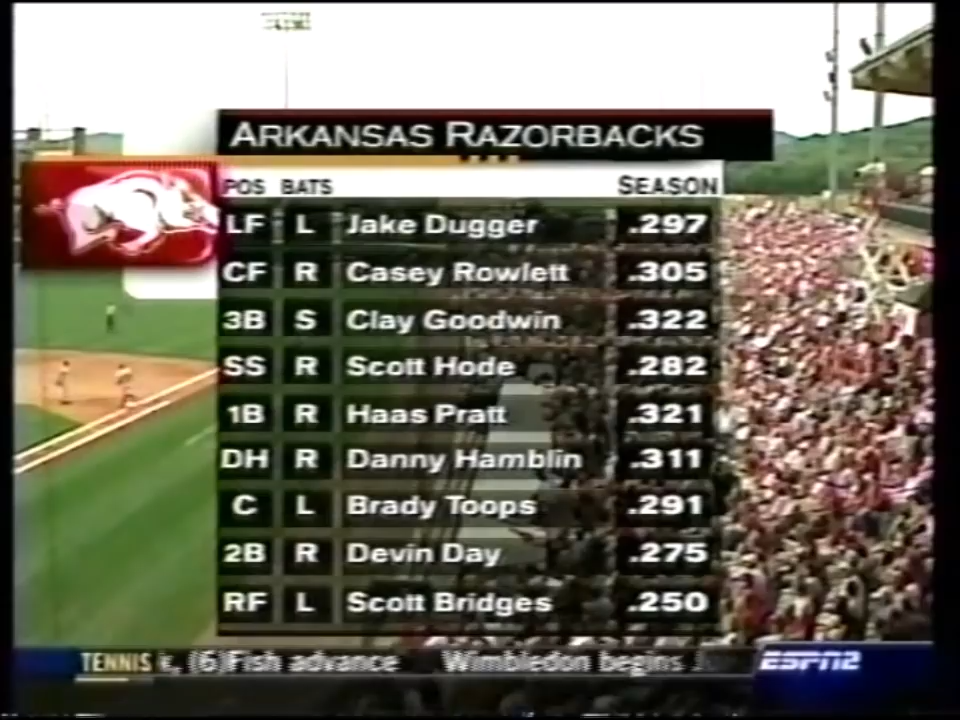 ARKANSAS RAZORBACKS
POS BATS SEASON
LF L Jake Dugger .297
CF R Casey Rowlett .305
3B S Clay Goodwin .322
SS R Scott Hode .282
1B R Haas Pratt .321
DH R Danny Hamblin .311
C L Brady Toops .291
2B R Devin Day .275
RF L Scott Bridges .250
TENNIS (6)Fish advance Wimbledon begins ESPN2